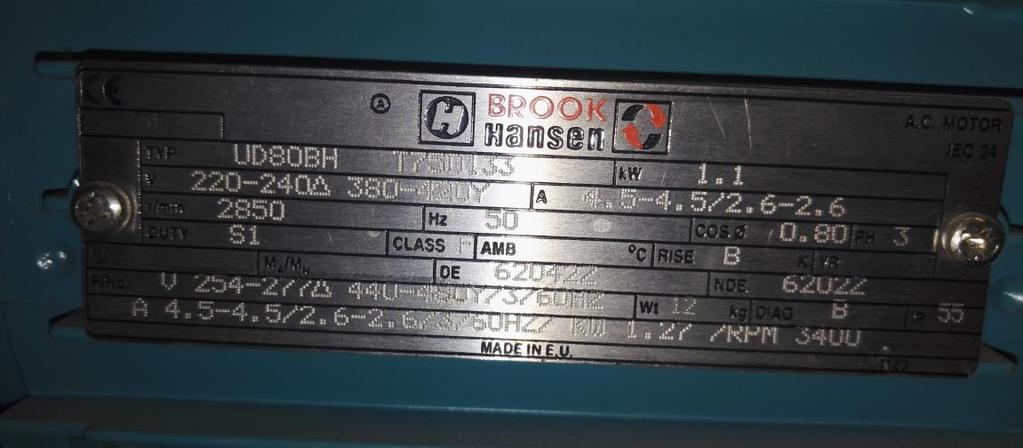 CE
A H BROOK
Hansen
A.C. MOTOR
IEC 34
TYP UD80BH kW 1.1
V 220-240Δ 380-420Y A 4.5-4.5/2.6-2.6
2850 Hz 50 COS.Ø 0.80 PH 3
DUTY S1 CLASS F AMB °C RISE B K
DE 6204ZZ NDE. 6202Z
P/No. V 254-277Δ 440-480Y/3/60HZ Wt 12 kg DIAG B 55
A 4.5-4.5/2.6-2.6/3/60HZ/ KW 1.27 /RPM 3400
MADE IN E.U.